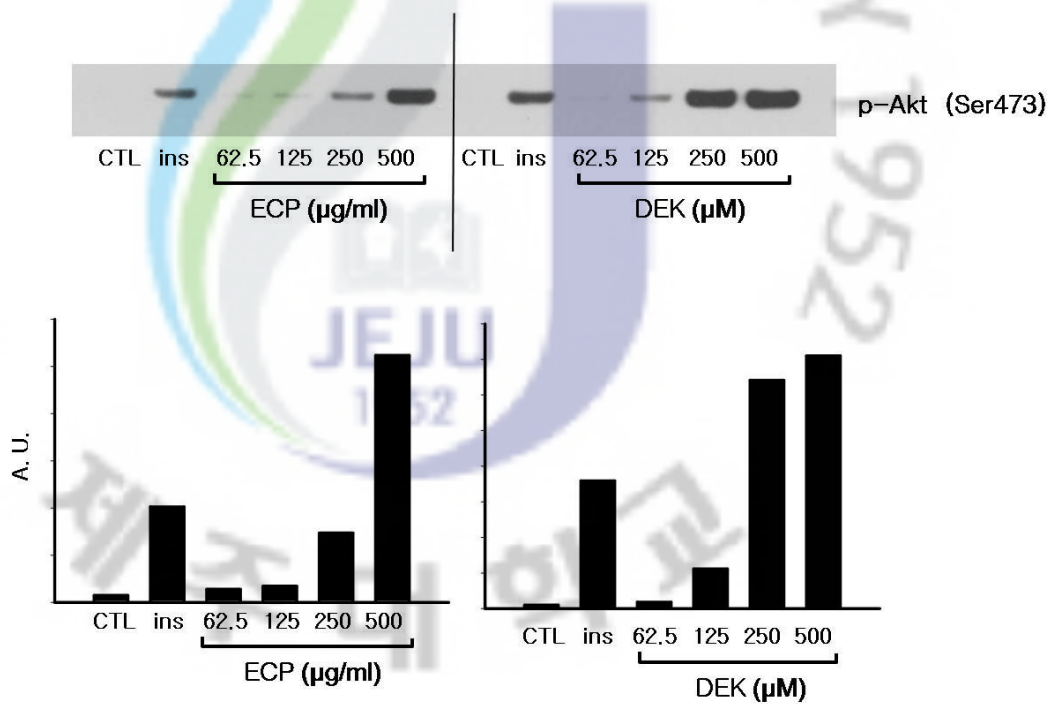 p-Akt (Ser473)
CTL ins 62.5 125 250 500 CTL ins 62.5 125 250 500
ECP (µg/ml) DEK (µM)
1952
JEJU
A. U.
CTL ins 62.5 125 250 500
ECP (µg/ml)
CTL ins 62.5 125 250 500
DEK (µM)